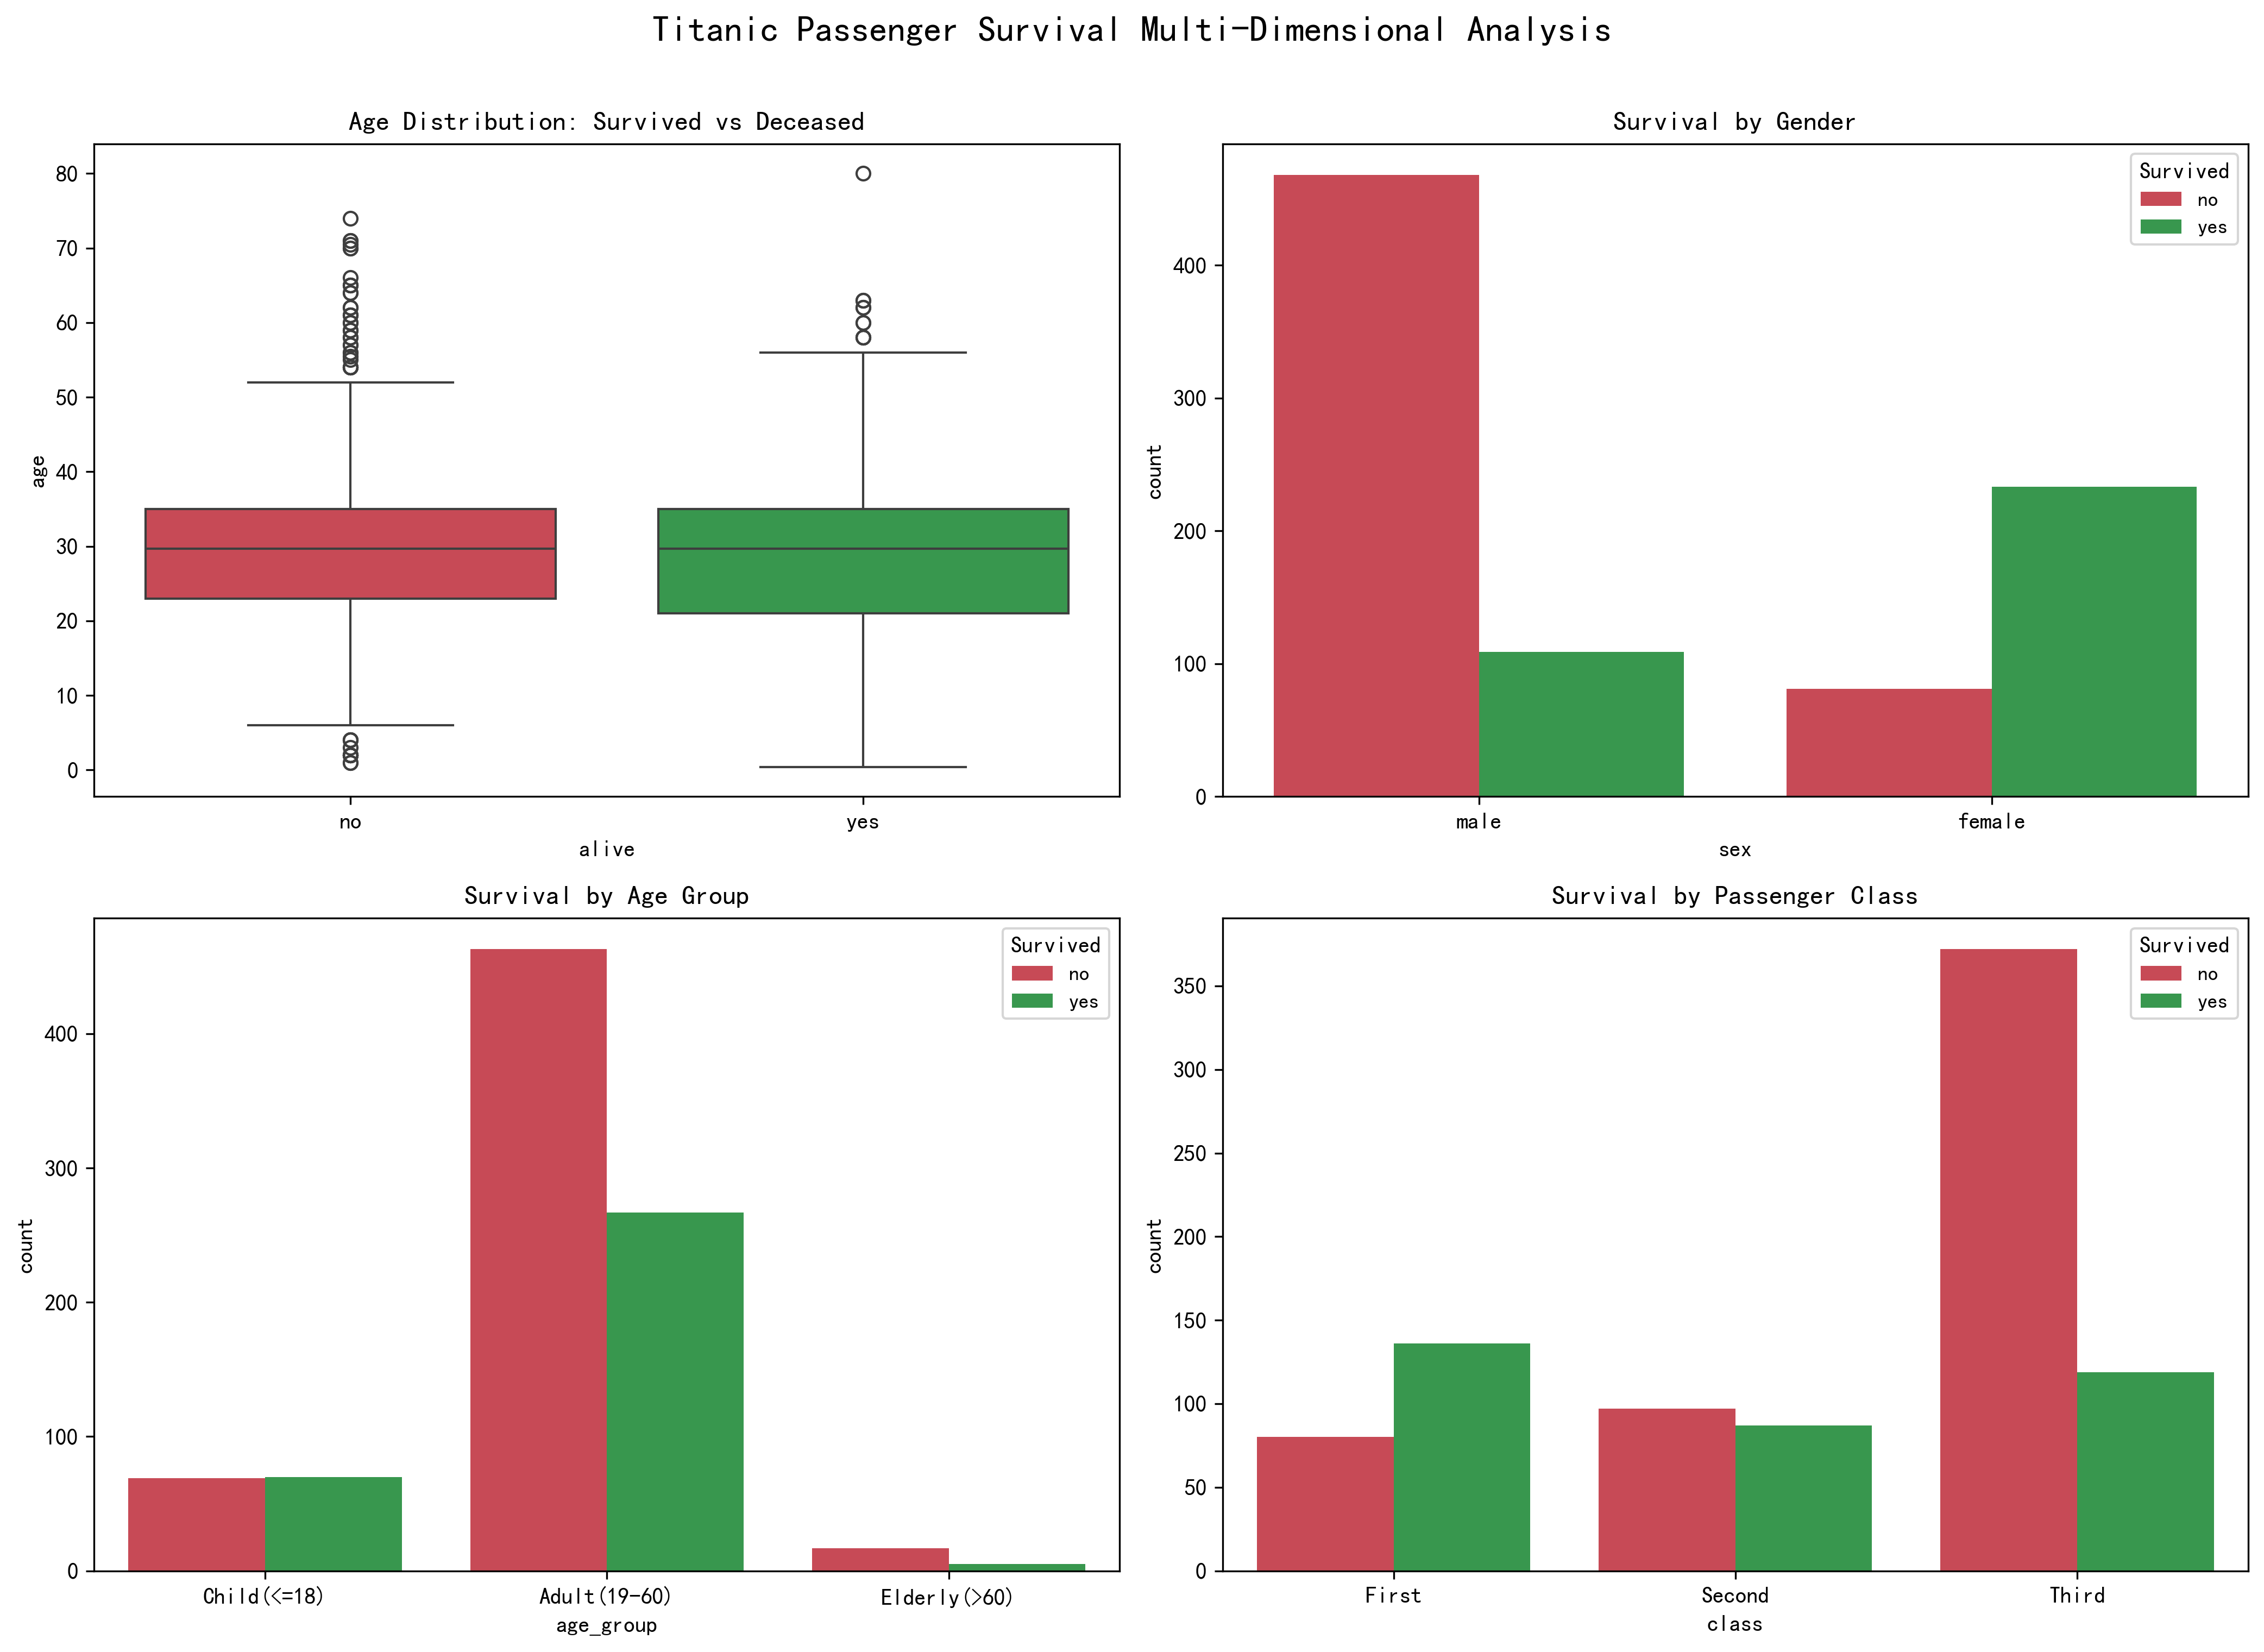 Titanic Passenger Survival Multi-Dimensional Analysis
Age Distribution: Survived vs Deceased
80
70
60
50
40
30
20
10
0
age
no
yes
alive
Survival by Gender
Survived
no
yes
400
300
200
100
0
count
male
female
sex
Survival by Age Group
Survived
no
yes
400
300
200
100
0
count
Child(<=18)
Adult(19-60)
Elderly(>60)
age_group
Survival by Passenger Class
Survived
no
yes
350
300
250
200
150
100
50
0
count
First
Second
Third
class